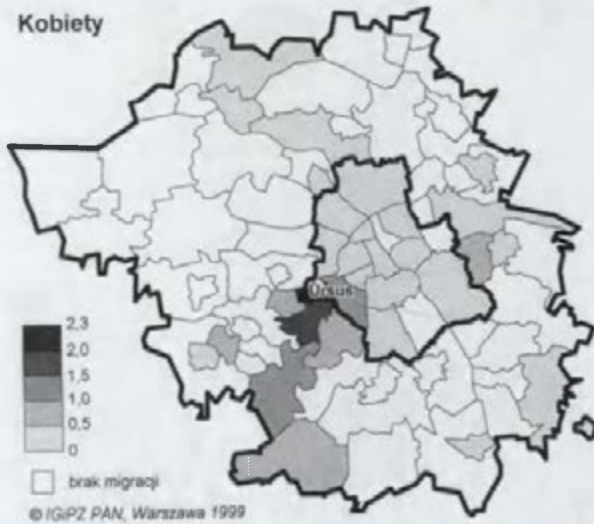 Kobiety
Ursus
2,3
2,0
1,5
1,0
0,5
0
brak migracji
© IGiPZ PAN, Warszawa 1999